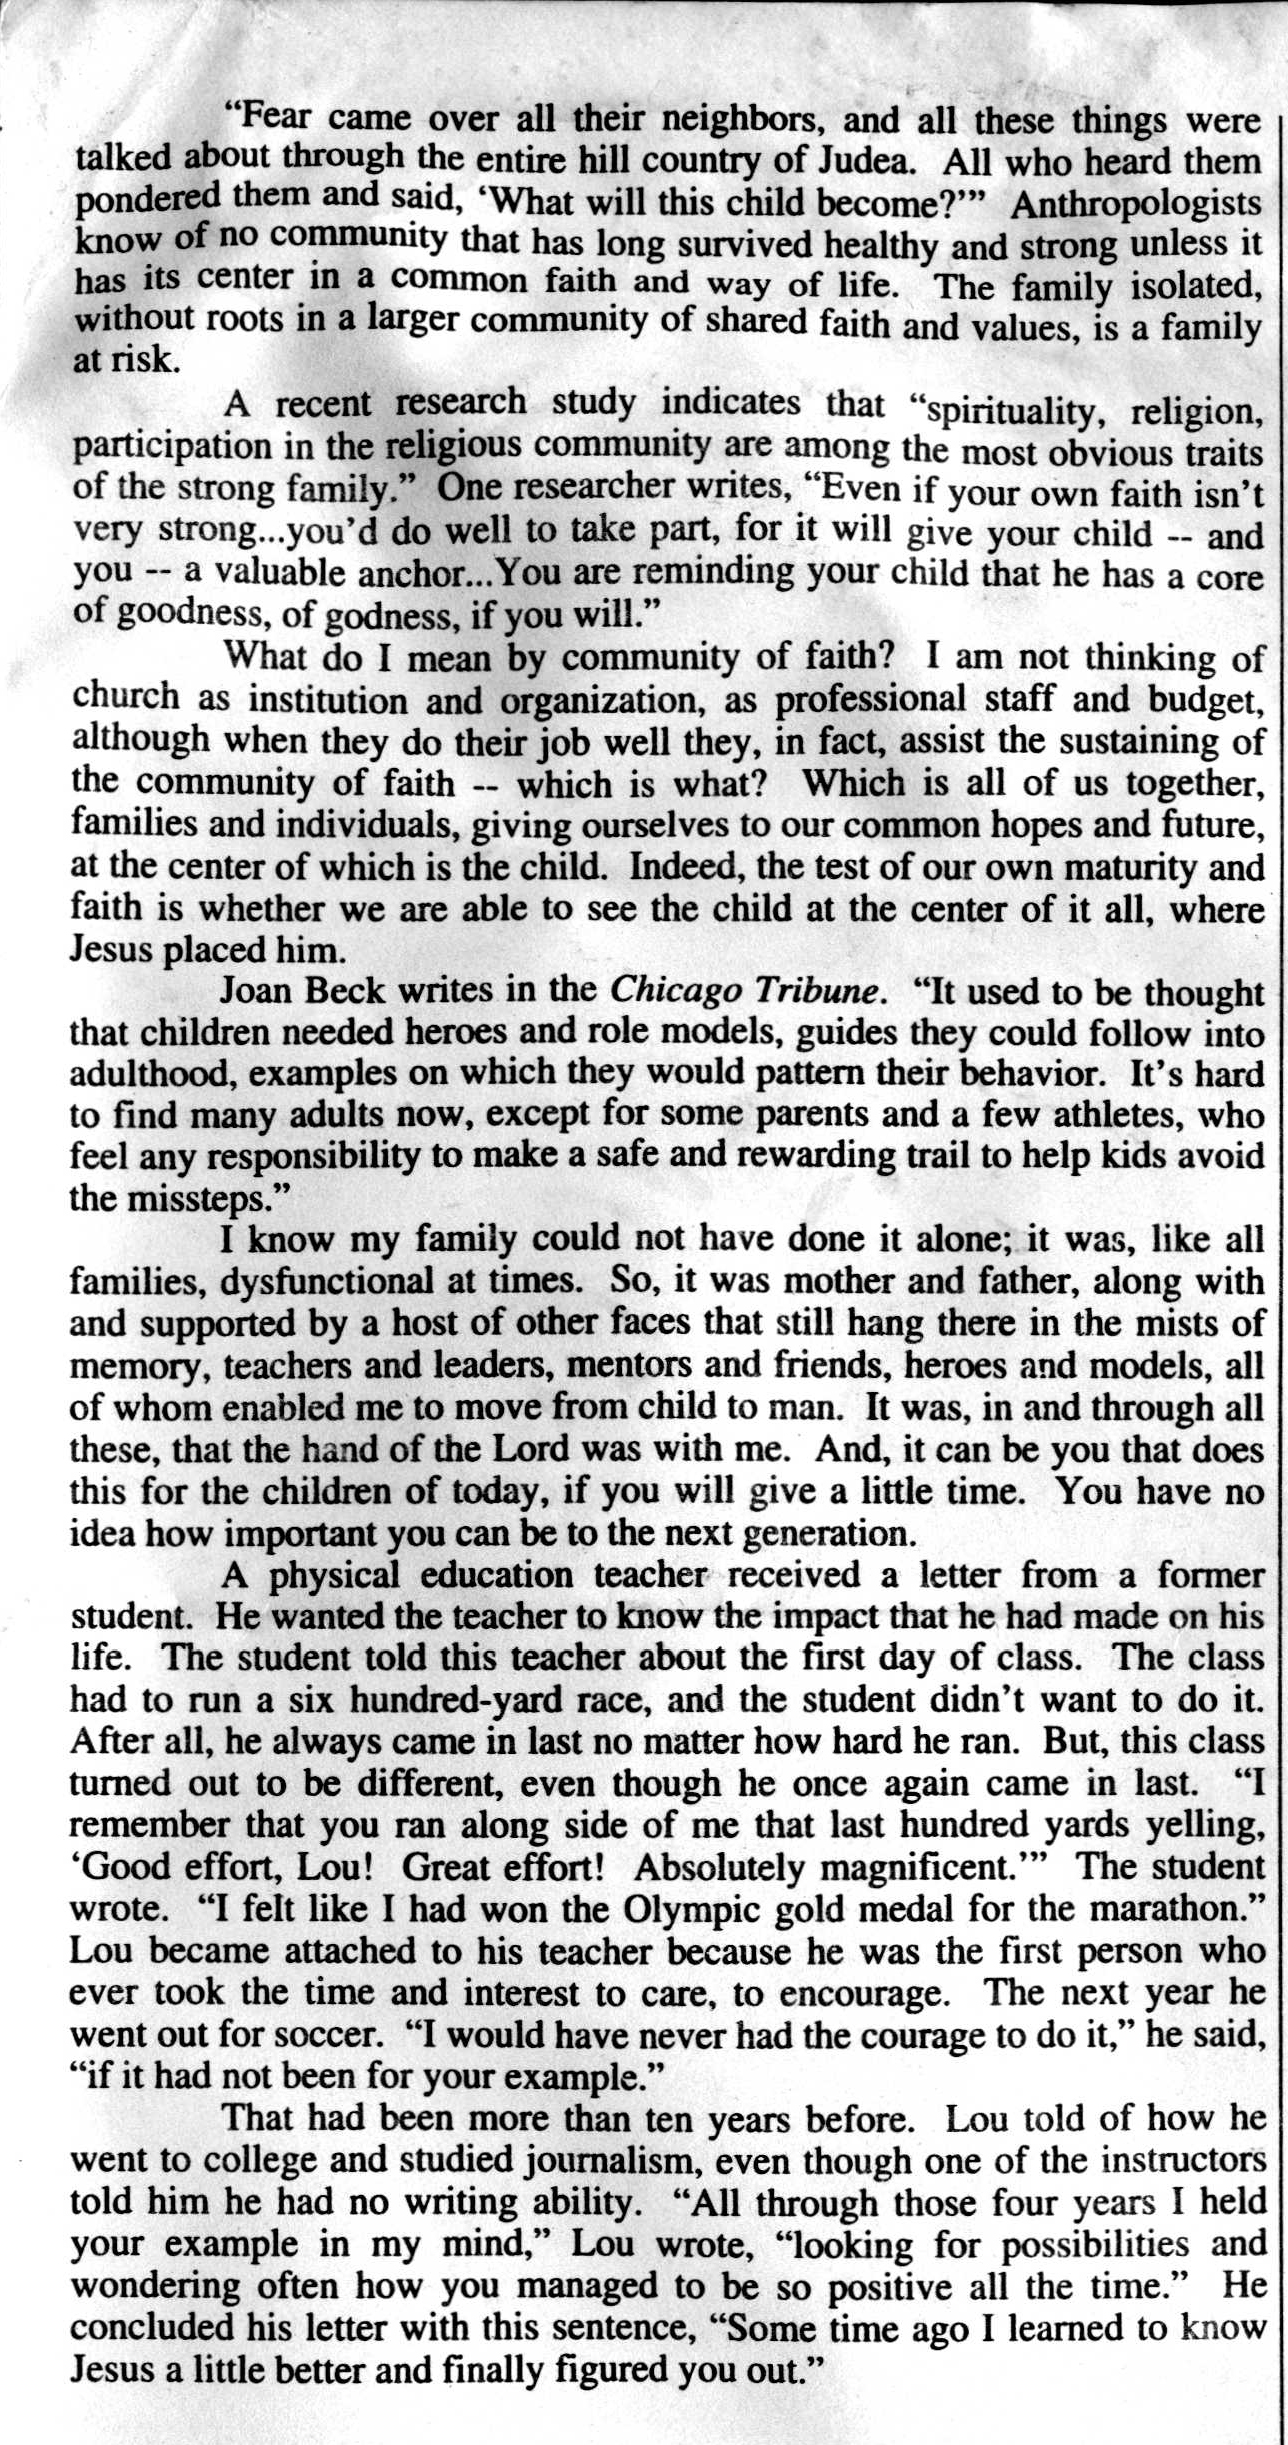 “Fear came over all their neighbors, and all these things were
talked about through the entire hill country of Judea.  All who heard them
pondered them and said, ‘What will this child become?’”  Anthropologists
know of no community that has long survived healthy and strong unless it
has its center in a common faith and way of life.  The family isolated,
without roots in a larger community of shared faith and values, is a family
at risk.
A recent research study indicates that “spirituality, religion,
participation in the religious community are among the most obvious traits
of the strong family.”  One researcher writes, “Even if your own faith isn’t
very strong...you’d do well to take part, for it will give your child -- and
you -- a valuable anchor...You are reminding your child that he has a core
of goodness, of godness, if you will.”
What do I mean by community of faith?  I am not thinking of
church as institution and organization, as professional staff and budget,
although when they do their job well they, in fact, assist the sustaining of
the community of faith -- which is what?  Which is all of us together,
families and individuals, giving ourselves to our common hopes and future,
at the center of which is the child.  Indeed, the test of our own maturity and
faith is whether we are able to see the child at the center of it all, where
Jesus placed him.
Joan Beck writes in the Chicago Tribune.  “It used to be thought
that children needed heroes and role models, guides they could follow into
adulthood, examples on which they would pattern their behavior.  It’s hard
to find many adults now, except for some parents and a few athletes, who
feel any responsibility to make a safe and rewarding trail to help kids avoid
the missteps.”
I know my family could not have done it alone; it was, like all
families, dysfunctional at times.  So, it was mother and father, along with
and supported by a host of other faces that still hang there in the mists of
memory, teachers and leaders, mentors and friends, heroes and models, all
of whom enabled me to move from child to man.  It was, in and through all
these, that the hand of the Lord was with me.  And, it can be you that does
this for the children of today, if you will give a little time.  You have no
idea how important you can be to the next generation.
A physical education teacher received a letter from a former
student.  He wanted the teacher to know the impact that he had made on his
life.  The student told this teacher about the first day of class.  The class
had to run a six hundred-yard race, and the student didn’t want to do it.
After all, he always came in last no matter how hard he ran.  But, this class
turned out to be different, even though he once again came in last.  “I
remember that you ran along side of me that last hundred yards yelling,
‘Good effort, Lou!  Great effort!  Absolutely magnificent.’”  The student
wrote.  “I felt like I had won the Olympic gold medal for the marathon.”
Lou became attached to his teacher because he was the first person who
ever took the time and interest to care, to encourage.  The next year he
went out for soccer.  “I would have never had the courage to do it,” he said,
“if it had not been for your example.”
That had been more than ten years before.  Lou told of how he
went to college and studied journalism, even though one of the instructors
told him he had no writing ability.  “All through those four years I held
your example in my mind,” Lou wrote, “looking for possibilities and
wondering often how you managed to be so positive all the time.”  He
concluded his letter with this sentence, “Some time ago I learned to know
Jesus a little better and finally figured you out.”